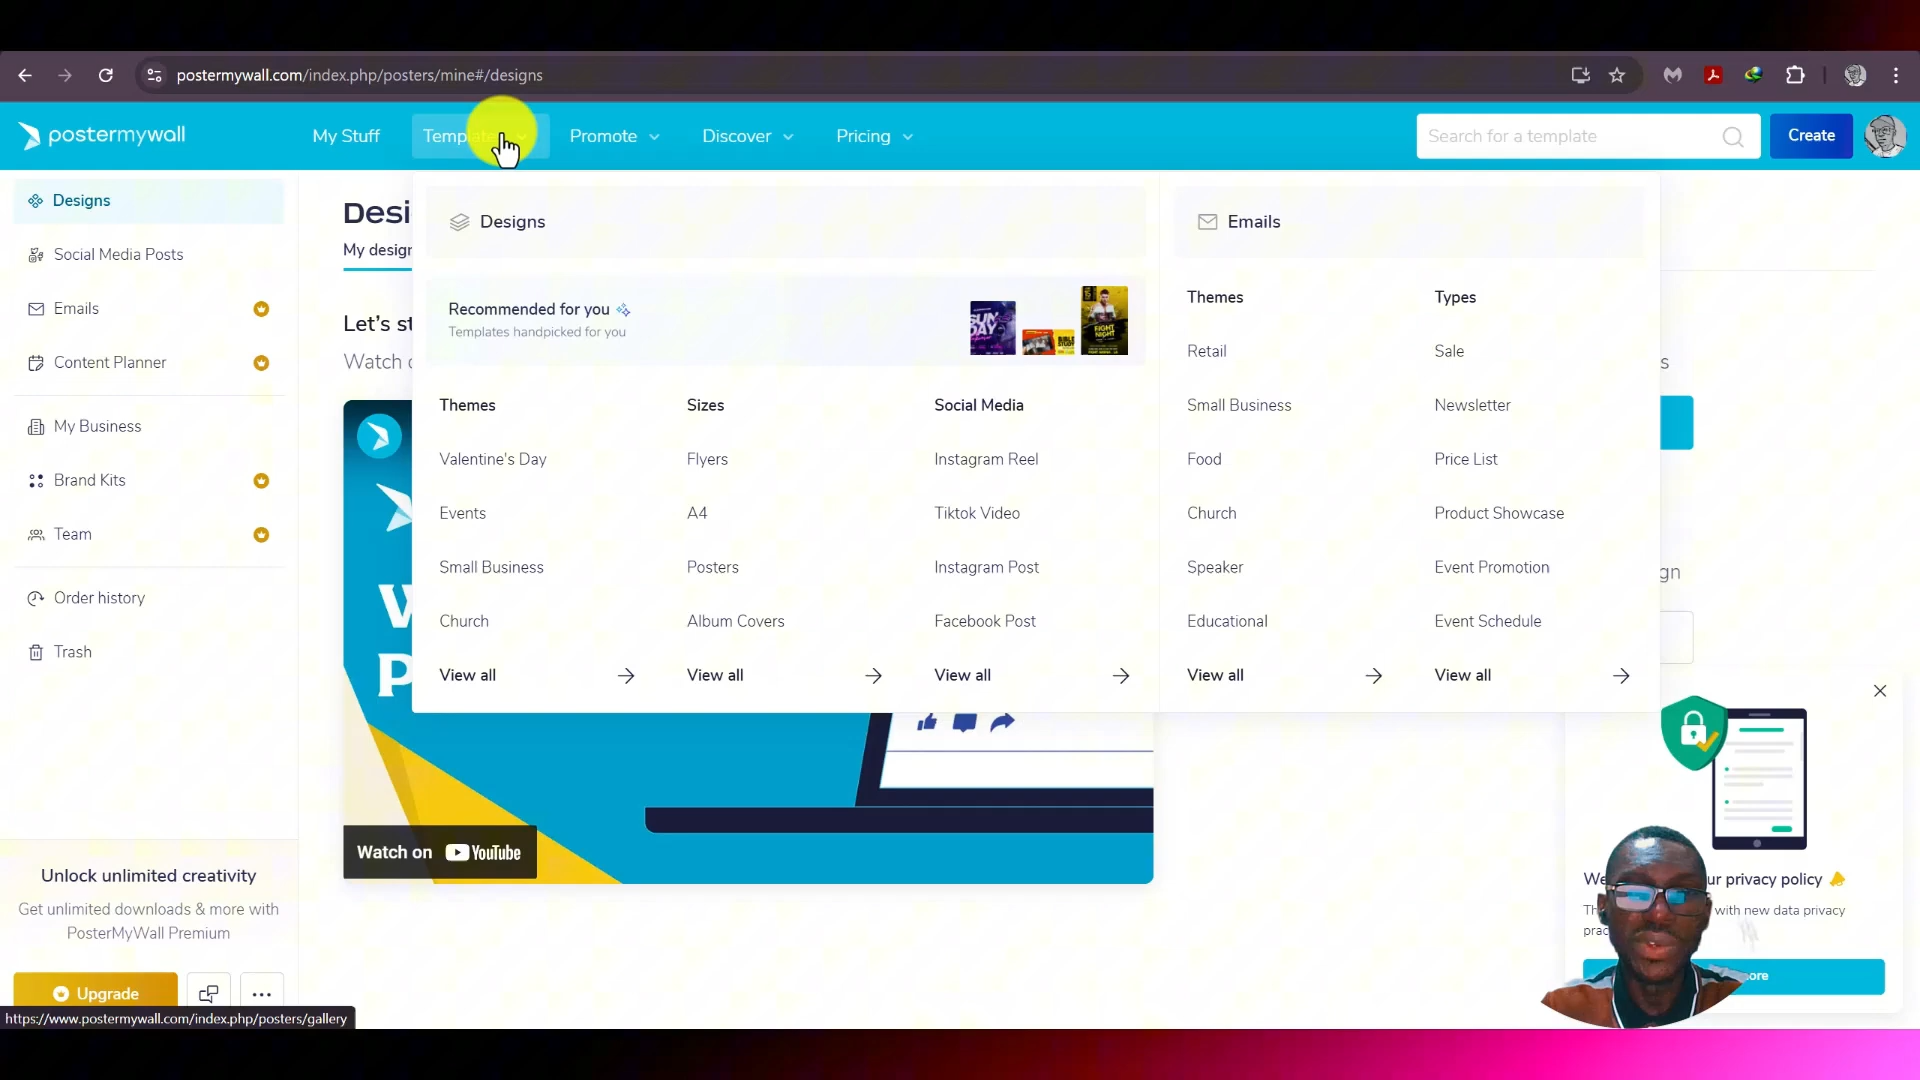 postermywall.com/index.php/posters/mine#/designs
postermywall
My Stuff
Promote
Discover
Pricing
Search for a template
Create
Designs
Social Media Posts
Emails
Content Planner
My Business
Brand Kits
Team
Order history
Trash
Unlock unlimited creativity
Get unlimited downloads & more with
PosterMyWall Premium
Upgrade
https://www.postermywall.com/index.php/posters/gallery
My
Watch
Designs
Recommended for you
Templates handpicked for you
SUN
DAY
BIBLE
STUDY
FIGHT
NIGHT
Themes
Valentine's Day
Events
Small Business
Church
View all
Sizes
Flyers
A4
Posters
Album Covers
View all
Social Media
Instagram Reel
Tiktok Video
Instagram Post
Facebook Post
View all
Emails
Themes
Retail
Small Business
Food
Church
Speaker
Educational
View all
Types
Sale
Newsletter
Price List
Product Showcase
Event Promotion
Event Schedule
View all
Watch on YouTube
privacy policy
with new data privacy